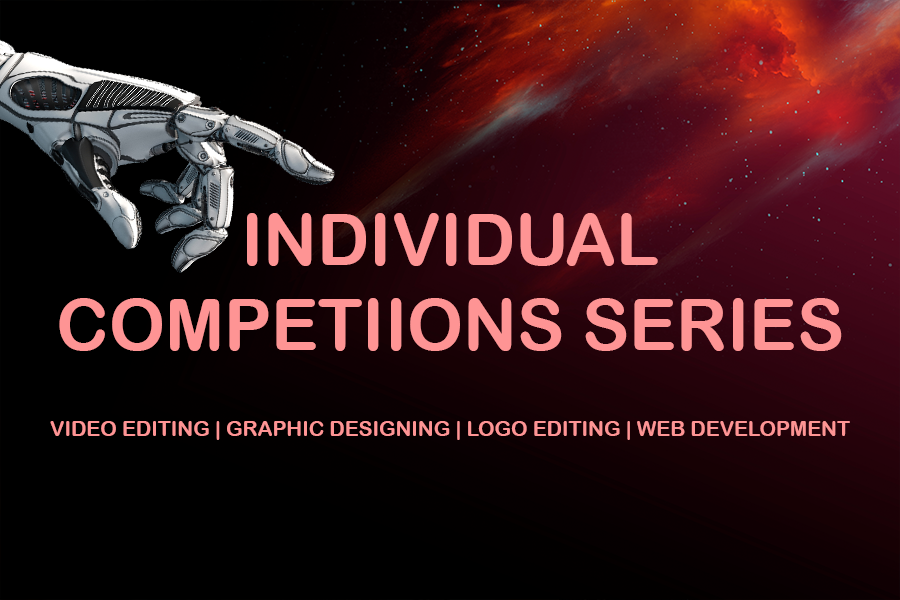 INDIVIDUAL
COMPETIIONS SERIES
VIDEO EDITING | GRAPHIC DESIGNING | LOGO EDITING | WEB DEVELOPMENT